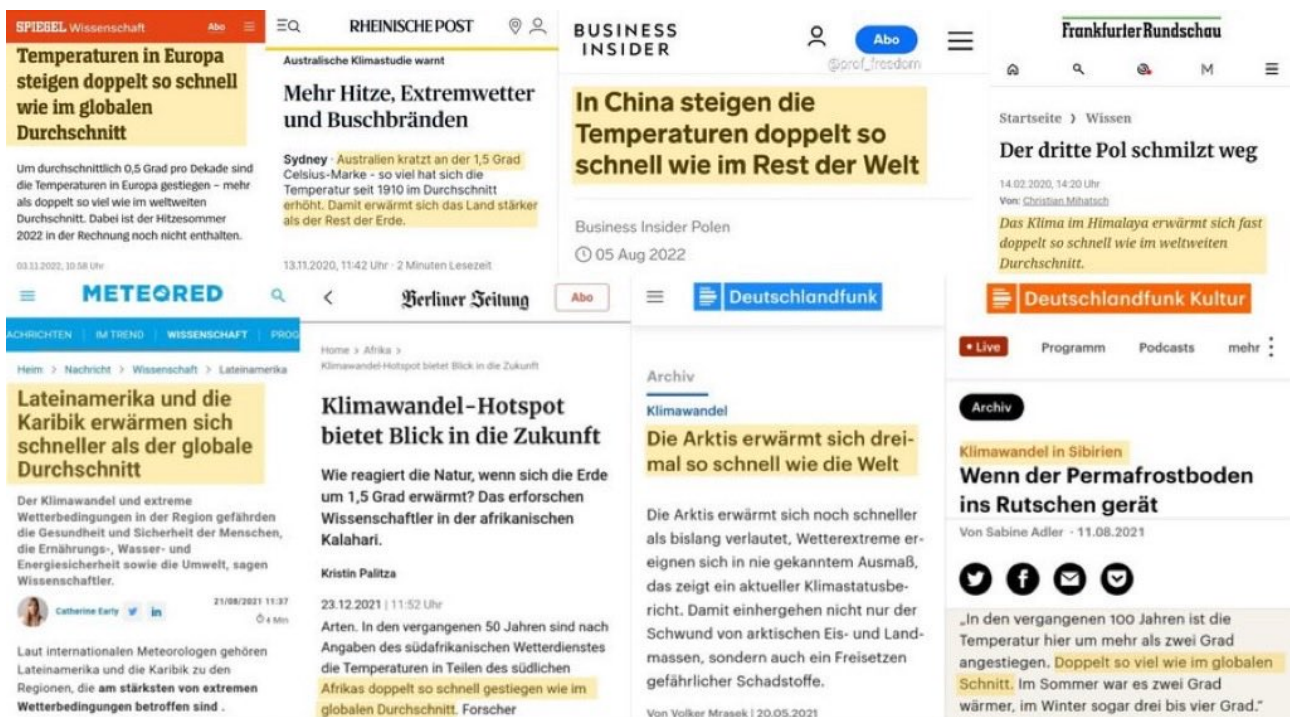 SPIEGEL Wissenschaft Abo
Temperaturen in Europa
steigen doppelt so schnell
wie im globalen
Durchschnitt
Um durchschnittlich 0,5 Grad pro Dekade sind
die Temperaturen in Europa gestiegen – mehr
als doppelt so viel wie im weltweiten
Durchschnitt. Dabei ist der Hitzesommer
2022 in der Rechnung noch nicht enthalten.
03.11.2022, 10.58 Uhr
RHEINISCHE POST
Australische Klimastudie warnt
Mehr Hitze, Extremwetter
und Buschbränden
Sydney · Australien kratzt an der 1,5 Grad
Celsius-Marke - so viel hat sich die
Temperatur seit 1910 im Durchschnitt
erhöht. Damit erwärmt sich das Land stärker
als der Rest der Erde.
13.11.2020, 11:42 Uhr · 2 Minuten Lesezeit
BUSINESS
INSIDER
Abo
@prof_freedom
In China steigen die
Temperaturen doppelt so
schnell wie im Rest der Welt
Business Insider Polen
05 Aug 2022
Frankfurter Rundschau
M
Startseite > Wissen
Der dritte Pol schmilzt weg
14.02.2020, 14:20 Uhr
Von: Christian Mihatsch
Das Klima im Himalaya erwärmt sich fast
doppelt so schnell wie im weltweiten
Durchschnitt.
METEORED
ACHRICHTEN | IM TREND | WISSENSCHAFT | PROG
Heim > Nachricht > Wissenschaft > Lateinamerika
Lateinamerika und die
Karibik erwärmen sich
schneller als der globale
Durchschnitt
Der Klimawandel und extreme
Wetterbedingungen in der Region gefährden
die Gesundheit und Sicherheit der Menschen,
die Ernährungs-, Wasser- und
Energiesicherheit sowie die Umwelt, sagen
Wissenschaftler.
Catherine Early
21/08/2021 11:37
4 Min
Laut internationalen Meteorologen gehören
Lateinamerika und die Karibik zu den
Regionen, die am stärksten von extremen
Wetterbedingungen betroffen sind .
Berliner Zeitung Abo
Home > Afrika >
Klimawandel-Hotspot bietet Blick in die Zukunft
Klimawandel-Hotspot
bietet Blick in die Zukunft
Wie reagiert die Natur, wenn sich die Erde
um 1,5 Grad erwärmt? Das erforschen
Wissenschaftler in der afrikanischen
Kalahari.
Kristin Palitza
23.12.2021 | 11:52 Uhr
Arten. In den vergangenen 50 Jahren sind nach
Angaben des südafrikanischen Wetterdienstes
die Temperaturen in Teilen des südlichen
Afrikas doppelt so schnell gestiegen wie im
globalen Durchschnitt. Forscher
Deutschlandfunk
Archiv
Klimawandel
Die Arktis erwärmt sich drei-
mal so schnell wie die Welt
Die Arktis erwärmt sich noch schneller
als bislang verlautet, Wetterextreme er-
eignen sich in nie gekanntem Ausmaß,
das zeigt ein aktueller Klimastatusbe-
richt. Damit einhergehen nicht nur der
Schwund von arktischen Eis- und Land-
massen, sondern auch ein Freisetzen
gefährlicher Schadstoffe.
Von Volker Mrasek | 20.05.2021
Deutschlandfunk Kultur
Live Programm Podcasts mehr
Archiv
Klimawandel in Sibirien
Wenn der Permafrostboden
ins Rutschen gerät
Von Sabine Adler · 11.08.2021
„In den vergangenen 100 Jahren ist die
Temperatur hier um mehr als zwei Grad
angestiegen. Doppelt so viel wie im globalen
Schnitt. Im Sommer war es zwei Grad
wärmer, im Winter sogar drei bis vier Grad.“